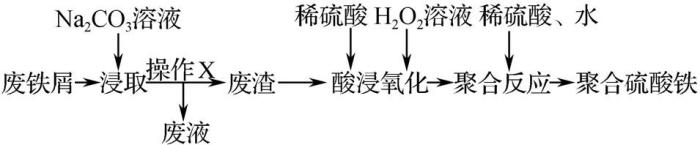 Na₂CO₃溶液 稀硫酸 H₂O₂溶液 稀硫酸、水
废铁屑 浸取 操作X 废渣 酸浸氧化 聚合反应 聚合硫酸铁
废液